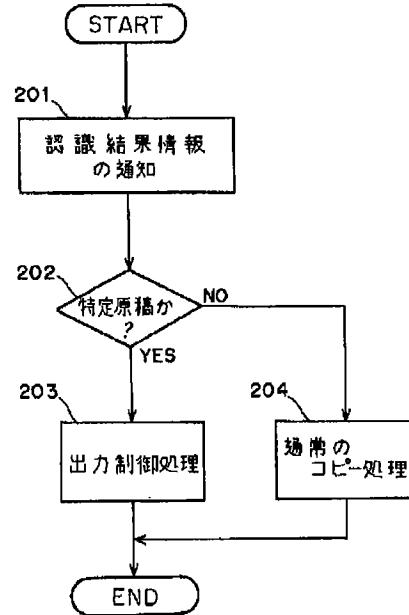 START
201
認識結果情報
の通知
202
特定原稿か
?
NO
YES
203
204
出力制御処理
通常の
コピー処理
END